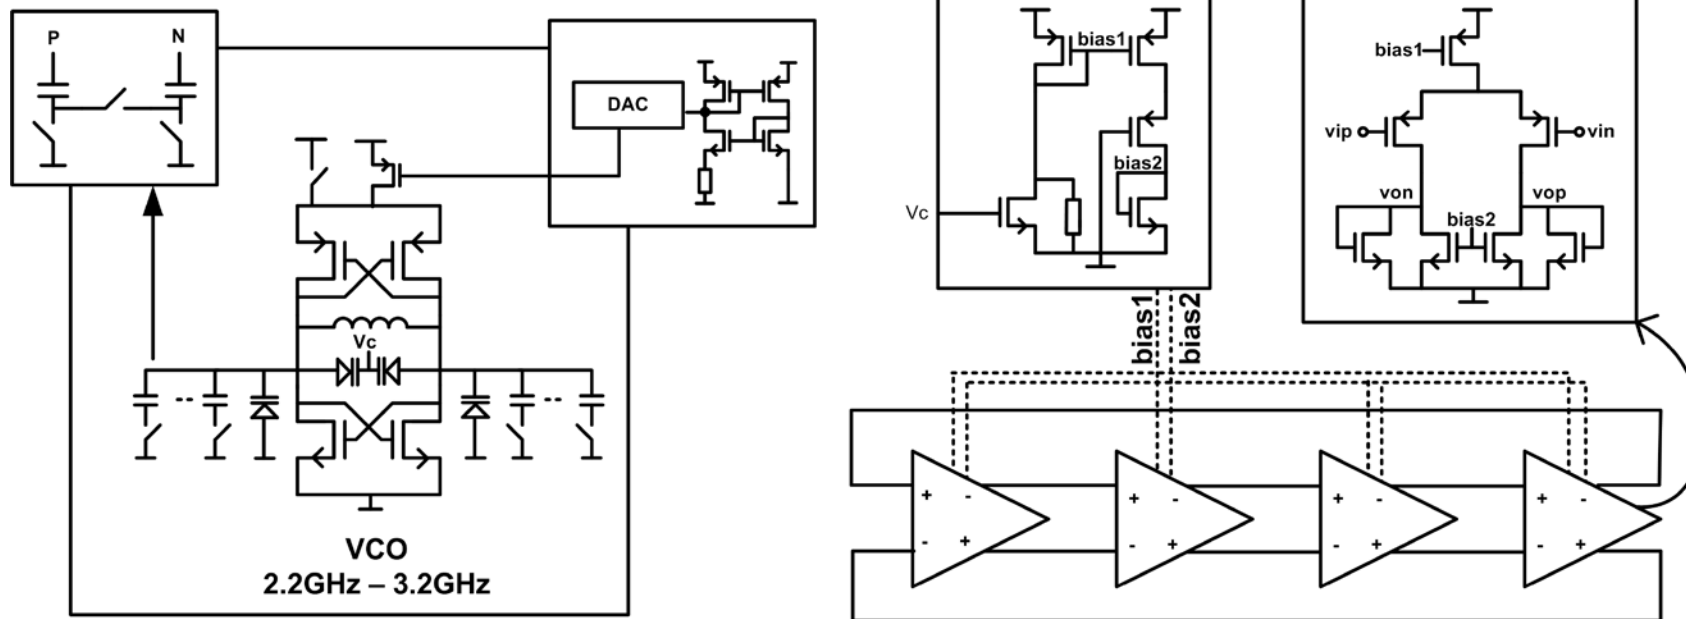 P
N
DAC
Vc
VCO
2.2GHz – 3.2GHz
bias1
bias2
Vc
bias1
vip
vin
von
vop
bias2
bias1
bias2
+ -
- +
+ -
- +
+ -
- +
+ -
- +